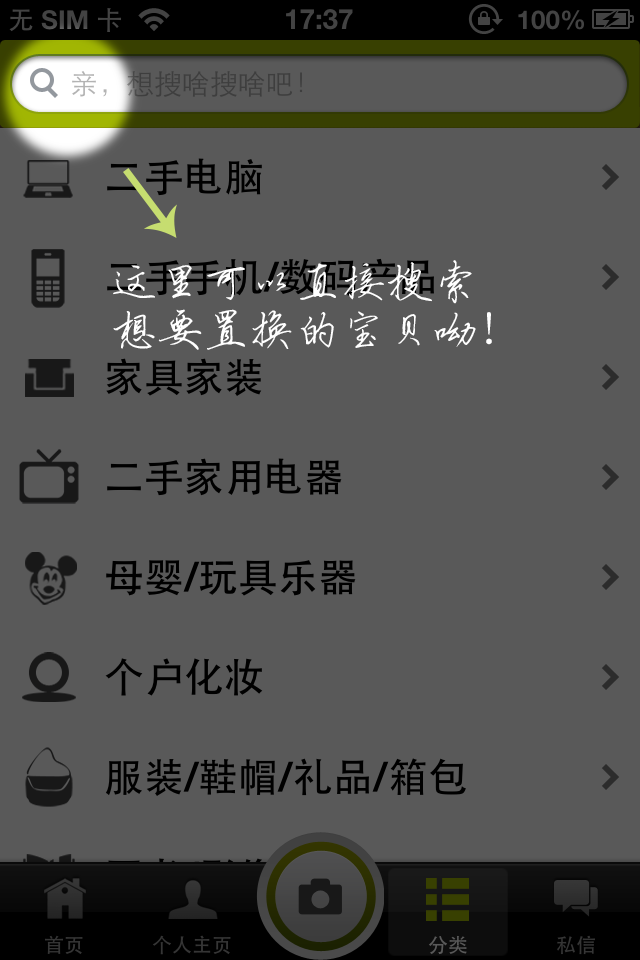 无 SIM 卡
17:37
100%
亲，想搜啥搜啥吧！
二手电脑
二手手机/数码产品
这里可以直接搜索
想要置换的宝贝呦！
家具家装
二手家用电器
母婴/玩具乐器
个户化妆
服装/鞋帽/礼品/箱包
首页
个人主页
分类
私信